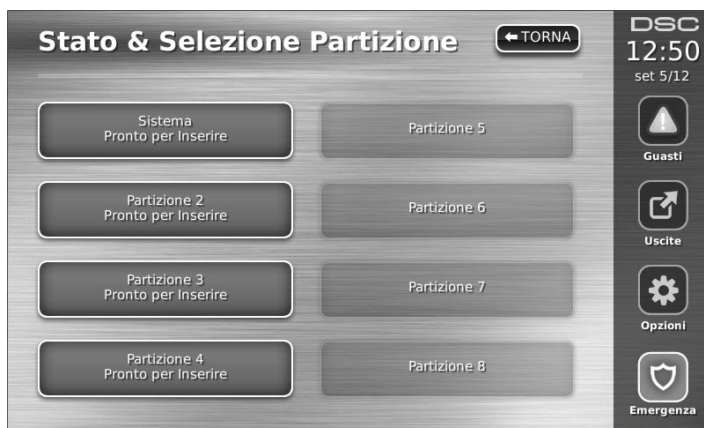 Stato & Selezione Partizione
TORNA
Sistema
Pronto per Inserire
Partizione 2
Pronto per Inserire
Partizione 3
Pronto per Inserire
Partizione 4
Pronto per Inserire
Partizione 5
Partizione 6
Partizione 7
Partizione 8
DSC
12:50
set 5/12
Guasti
Uscite
Opzioni
Emergenza